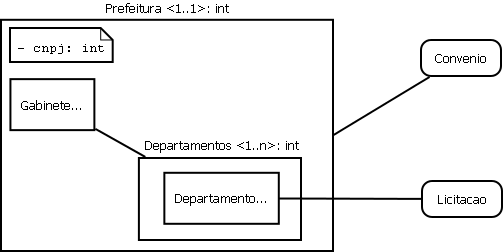 Prefeitura <1..1>: int
- cnpj: int
Convenio
Gabinete...
Departamentos <1..n>: int
Departamento...
Licitacao